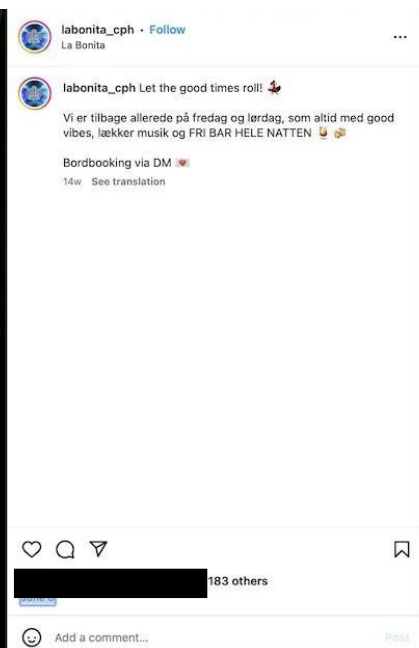 labonita_cph • Follow
La Bonita
labonita_cph Let the good times roll! 💃
Vi er tilbage allerede på fredag og lørdag, som altid med good
vibes, lækker musik og FRI BAR HELE NATTEN 🍹 🍻
Bordbooking via DM 💌
14w See translation
183 others
Add a comment...
Post